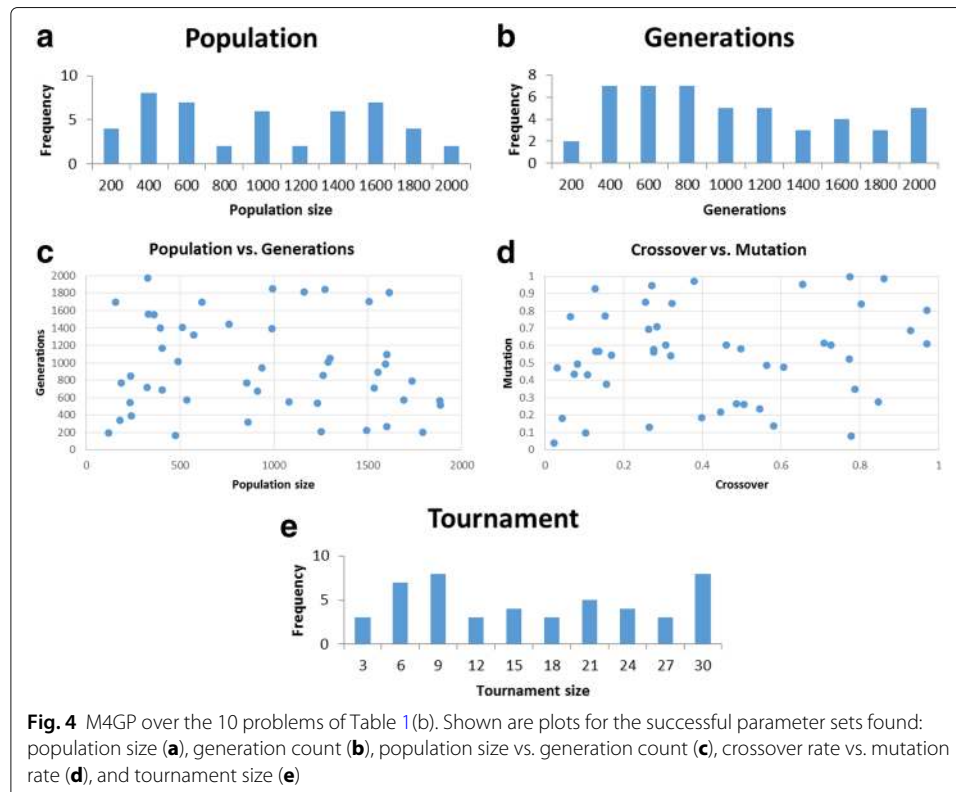 a
Population
Frequency
10
5
0
200 400 600 800 1000 1200 1400 1600 1800 2000
Population size
b
Generations
Frequency
8
6
4
2
0
200 400 600 800 1000 1200 1400 1600 1800 2000
Generations
c
Population vs. Generations
Generations
2000
1800
1600
1400
1200
1000
800
600
400
200
0
0 500 1000 1500 2000
Population size
d
Crossover vs. Mutation
Mutation
1
0.9
0.8
0.7
0.6
0.5
0.4
0.3
0.2
0.1
0
0 0.2 0.4 0.6 0.8 1
Crossover
e
Tournament
Frequency
10
5
0
3 6 9 12 15 18 21 24 27 30
Tournament size
Fig. 4 M4GP over the 10 problems of Table 1(b). Shown are plots for the successful parameter sets found:
population size (a), generation count (b), population size vs. generation count (c), crossover rate vs. mutation
rate (d), and tournament size (e)